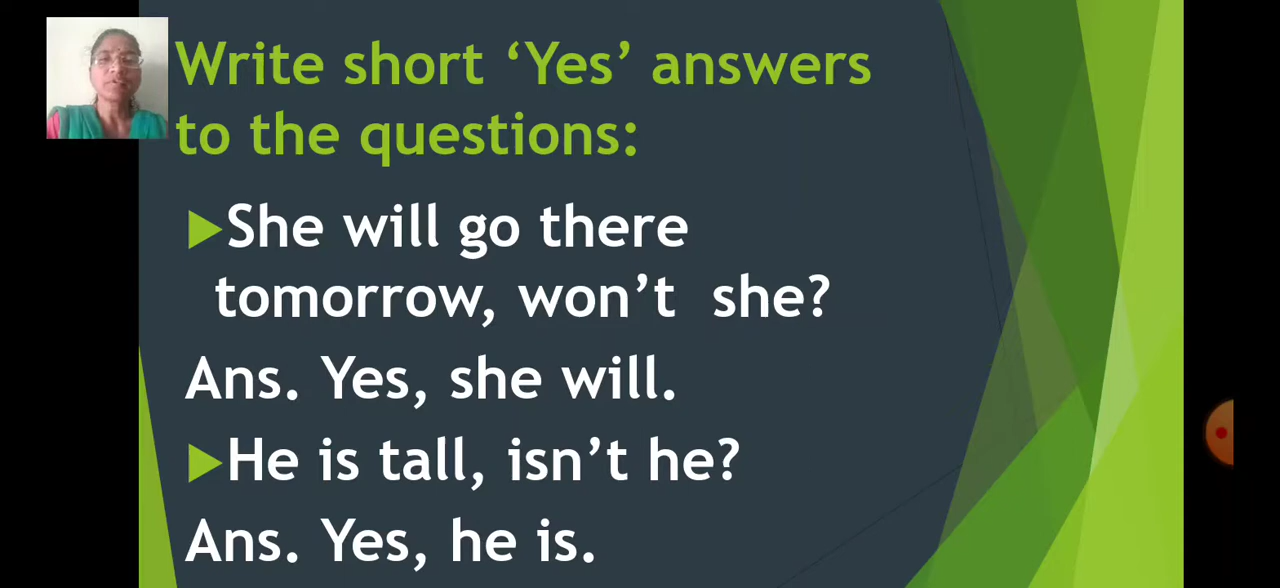 Write short ‘Yes’ answers
to the questions:
She will go there
tomorrow, won’t she?
Ans. Yes, she will.
He is tall, isn’t he?
Ans. Yes, he is.